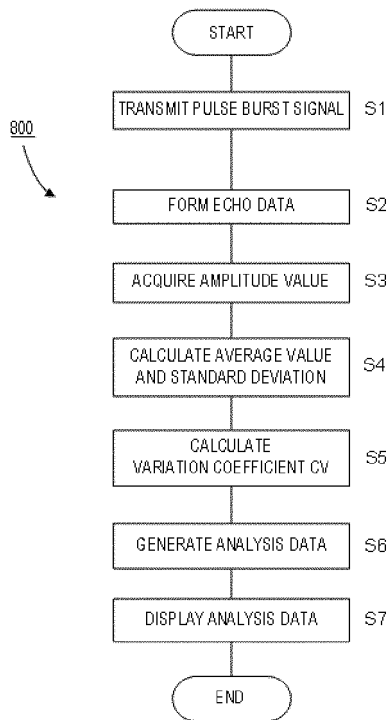 START
800
TRANSMIT PULSE BURST SIGNAL S1
FORM ECHO DATA S2
ACQUIRE AMPLITUDE VALUE S3
CALCULATE AVERAGE VALUE
AND STANDARD DEVIATION S4
CALCULATE
VARIATION COEFFICIENT CV S5
GENERATE ANALYSIS DATA S6
DISPLAY ANALYSIS DATA S7
END